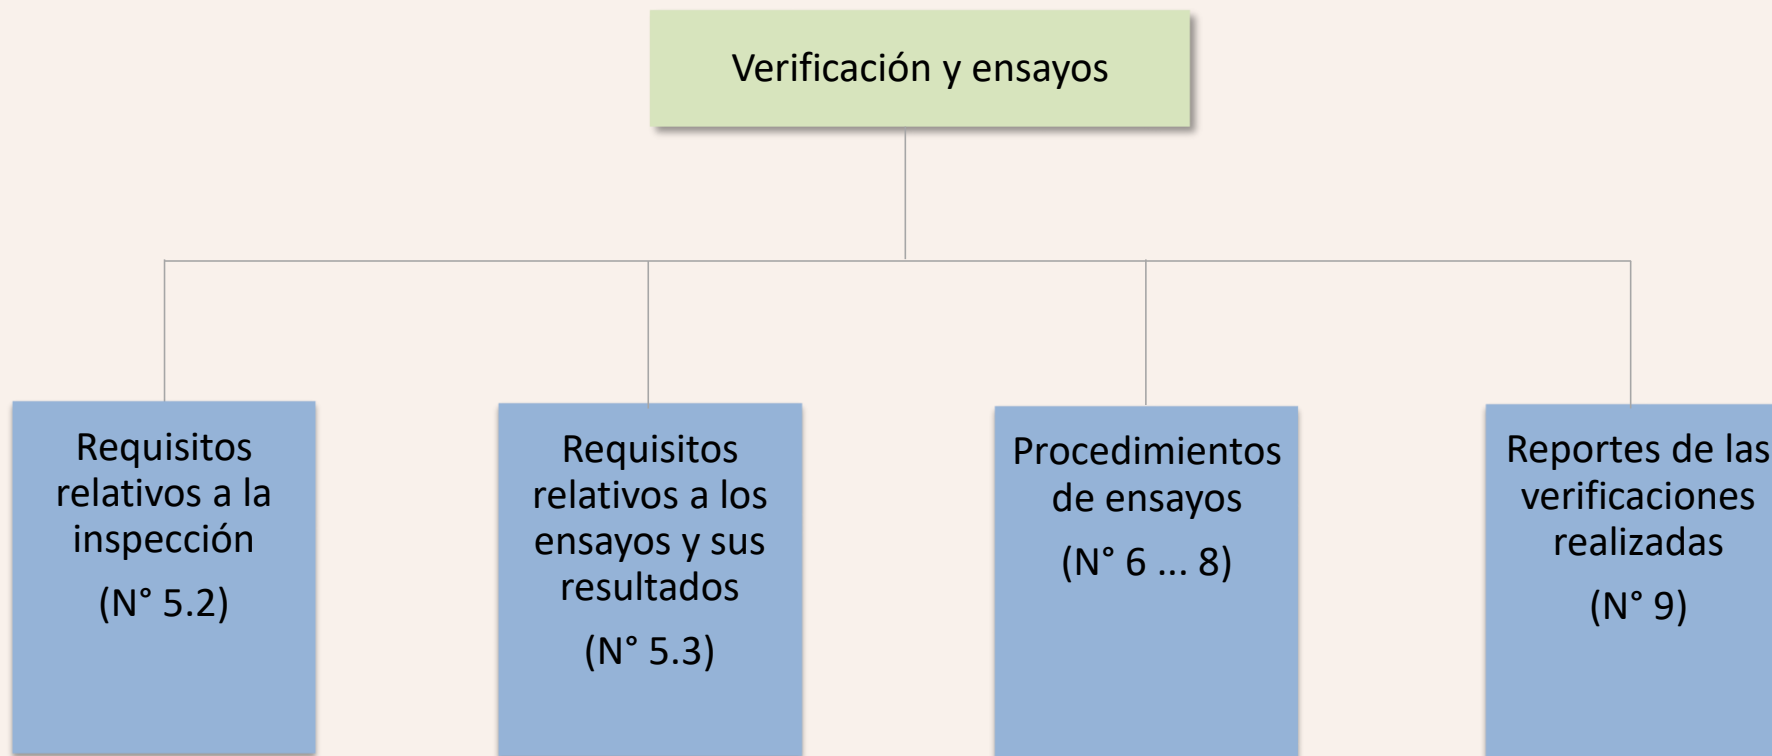 Verificación y ensayos
Requisitos
relativos a la
inspección
(N° 5.2)
Requisitos
relativos a los
ensayos y sus
resultados
(N° 5.3)
Procedimientos
de ensayos
(N° 6 ... 8)
Reportes de las
verificaciones
realizadas
(N° 9)